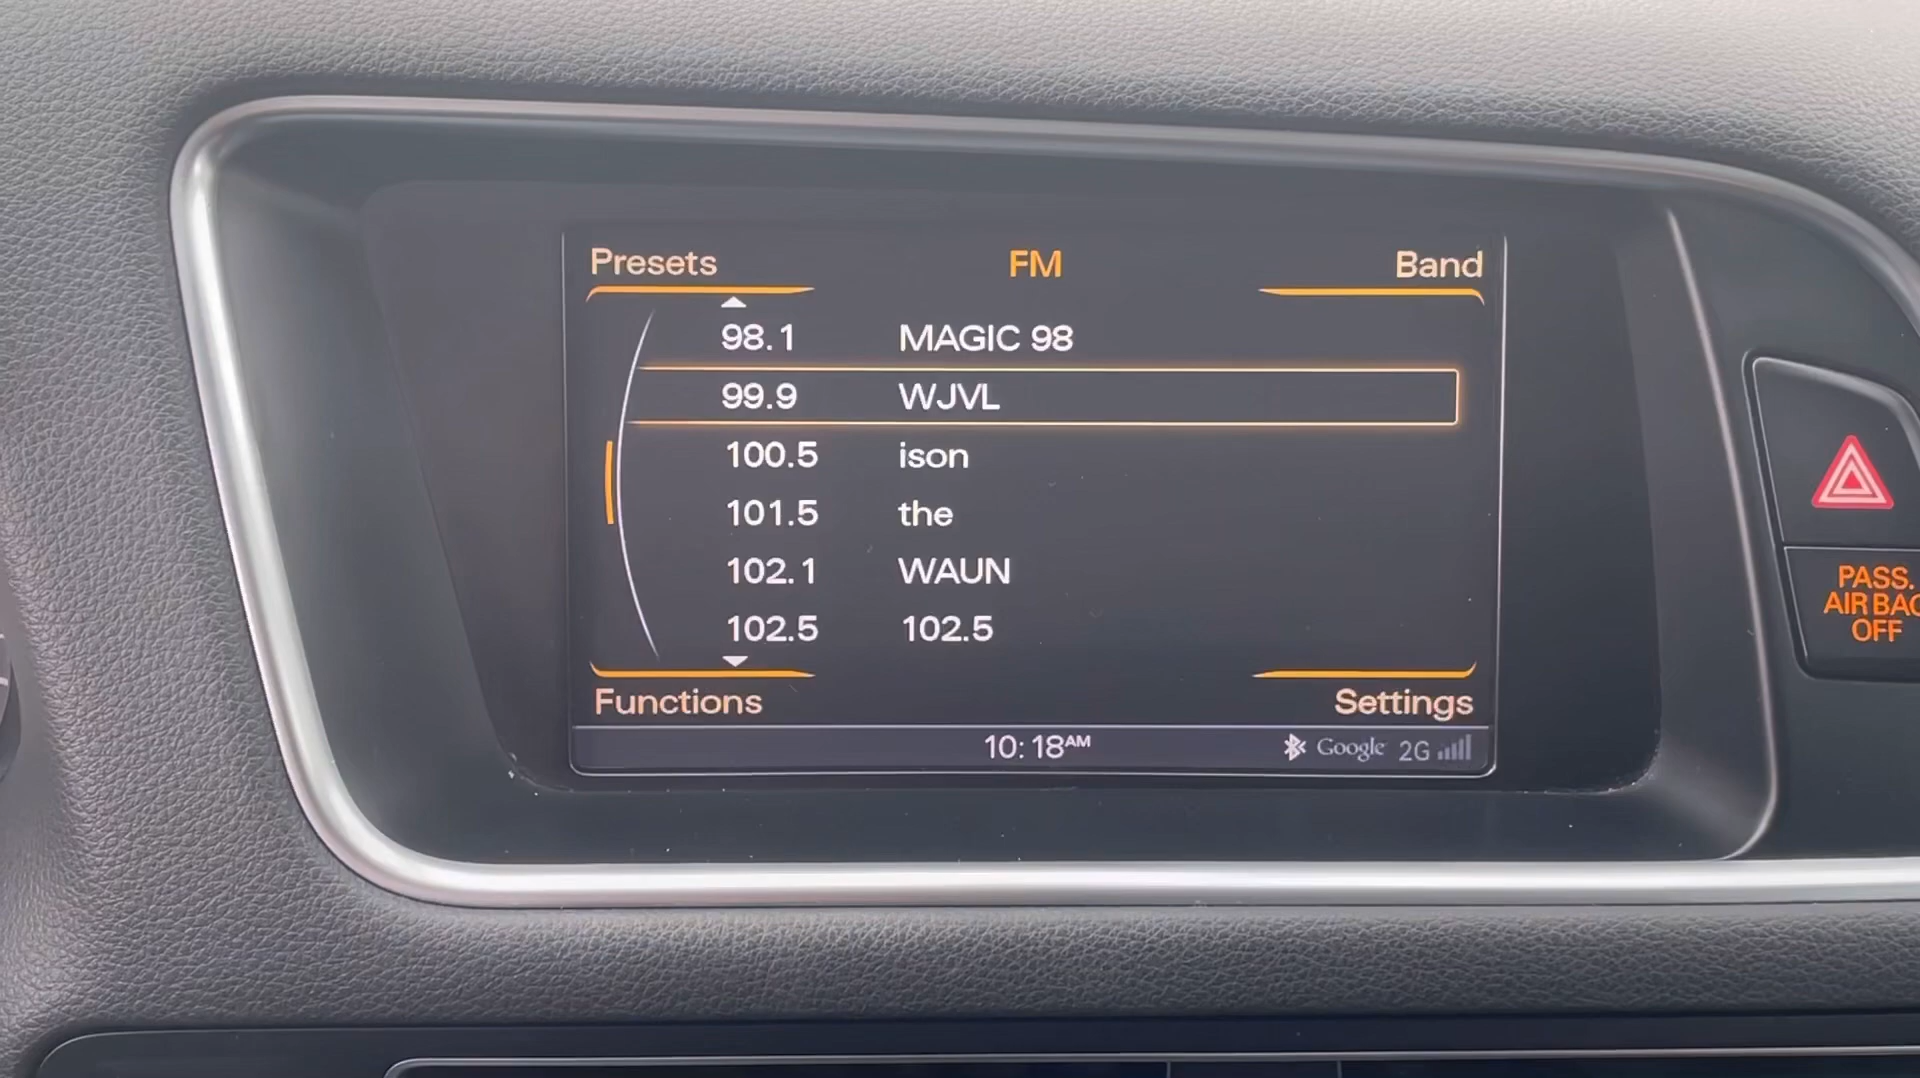 Presets FM Band
98.1 MAGIC 98
99.9 WJVL
100.5 ison
101.5 the
102.1 WAUN
102.5 102.5
Functions Settings
10:18AM Google 2G
PASS.
AIR BAG
OFF